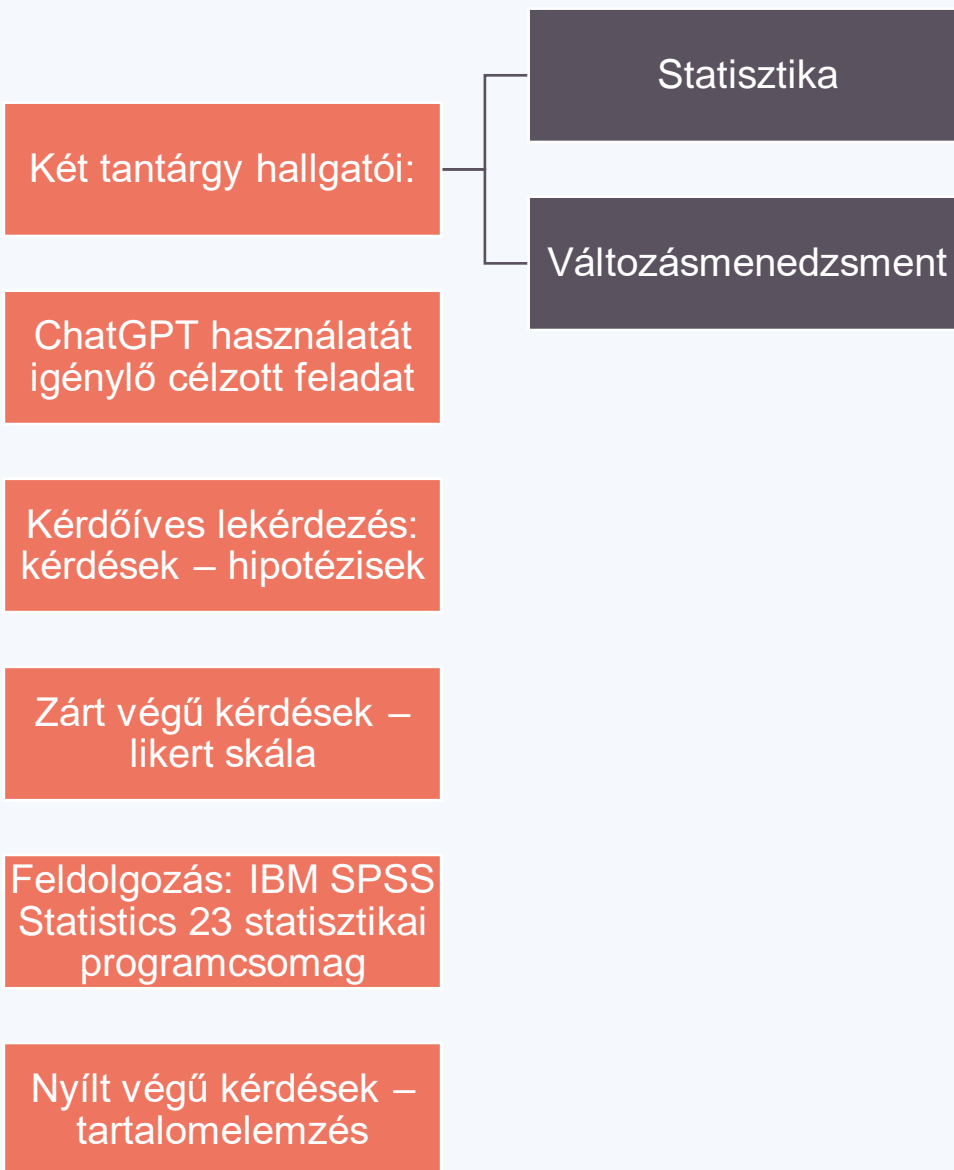 Két tantárgy hallgatói:
Statisztika
Változásmenedzsment
ChatGPT használatát
igénylő célzott feladat
Kérdőíves lekérdezés:
kérdések – hipotézisek
Zárt végű kérdések –
likert skála
Feldolgozás: IBM SPSS
Statistics 23 statisztikai
programcsomag
Nyílt végű kérdések –
tartalomelemzés